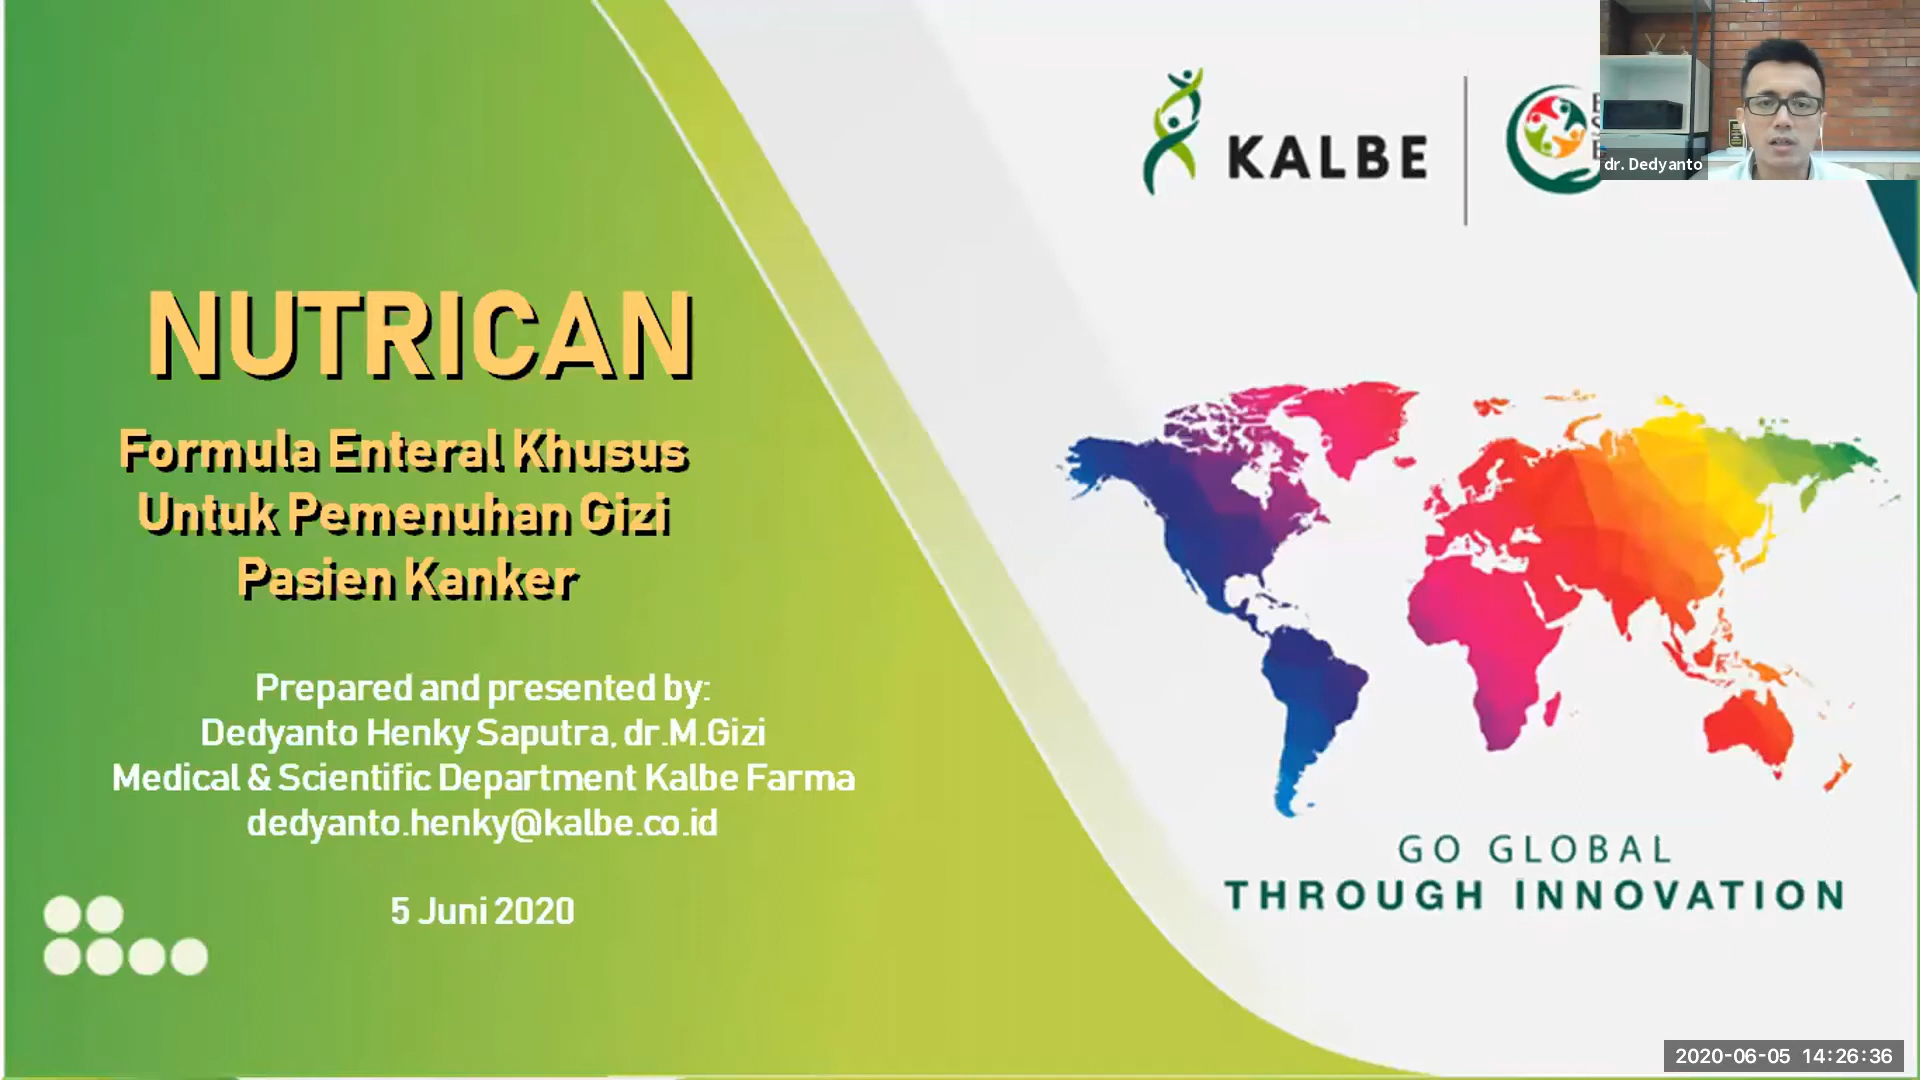 KALBE
dr. Dedyanto
NUTRICAN
Formula Enteral Khusus
Untuk Pemenuhan Gizi
Pasien Kanker
Prepared and presented by:
Dedyanto Henky Saputra, dr.M.Gizi
Medical & Scientific Department Kalbe Farma
dedyanto.henky@kalbe.co.id
5 Juni 2020
GO GLOBAL
THROUGH INNOVATION
2020-06-05 14:26:36